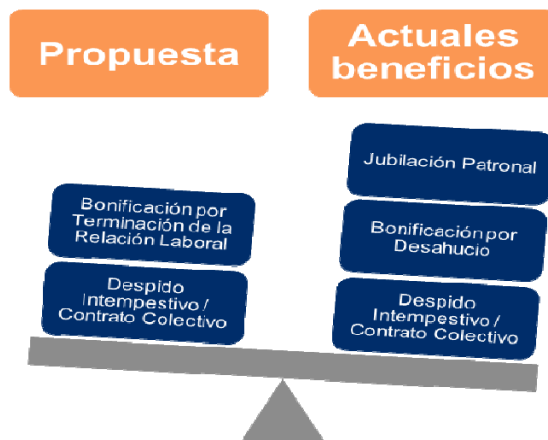 Propuesta
Actuales
beneficios
Bonificación por
Terminación de la
Relación Laboral
Despido
Intempestivo /
Contrato Colectivo
Jubilación Patronal
Bonificación por
Desahucio
Despido
Intempestivo /
Contrato Colectivo